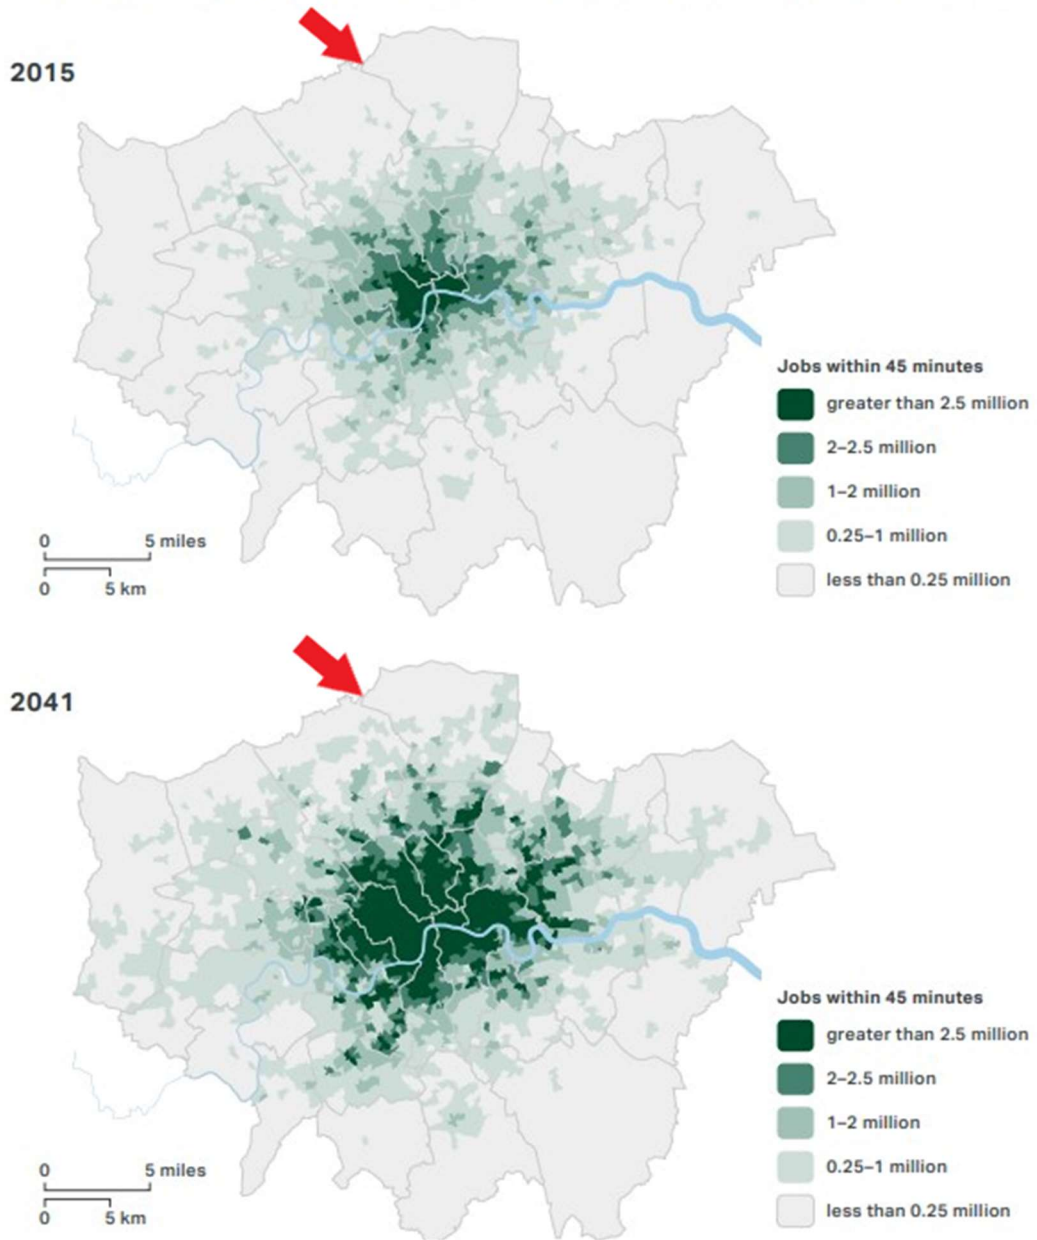 2015
Jobs within 45 minutes
greater than 2.5 million
2–2.5 million
1–2 million
0.25–1 million
less than 0.25 million
0 5 miles
0 5 km
2041
Jobs within 45 minutes
greater than 2.5 million
2–2.5 million
1–2 million
0.25–1 million
less than 0.25 million
0 5 miles
0 5 km